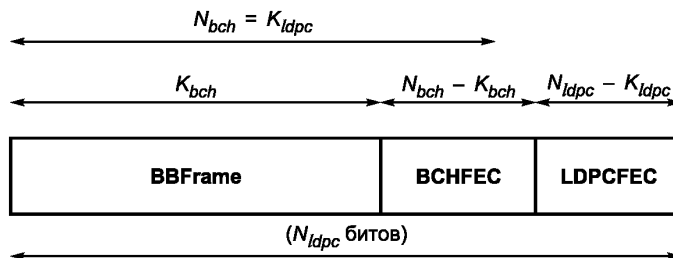 N_bch = K_ldpc
K_bch N_bch – K_bch N_ldpc – K_ldpc
BBFrame BCHFEC LDPCFEC
(N_ldpc битов)